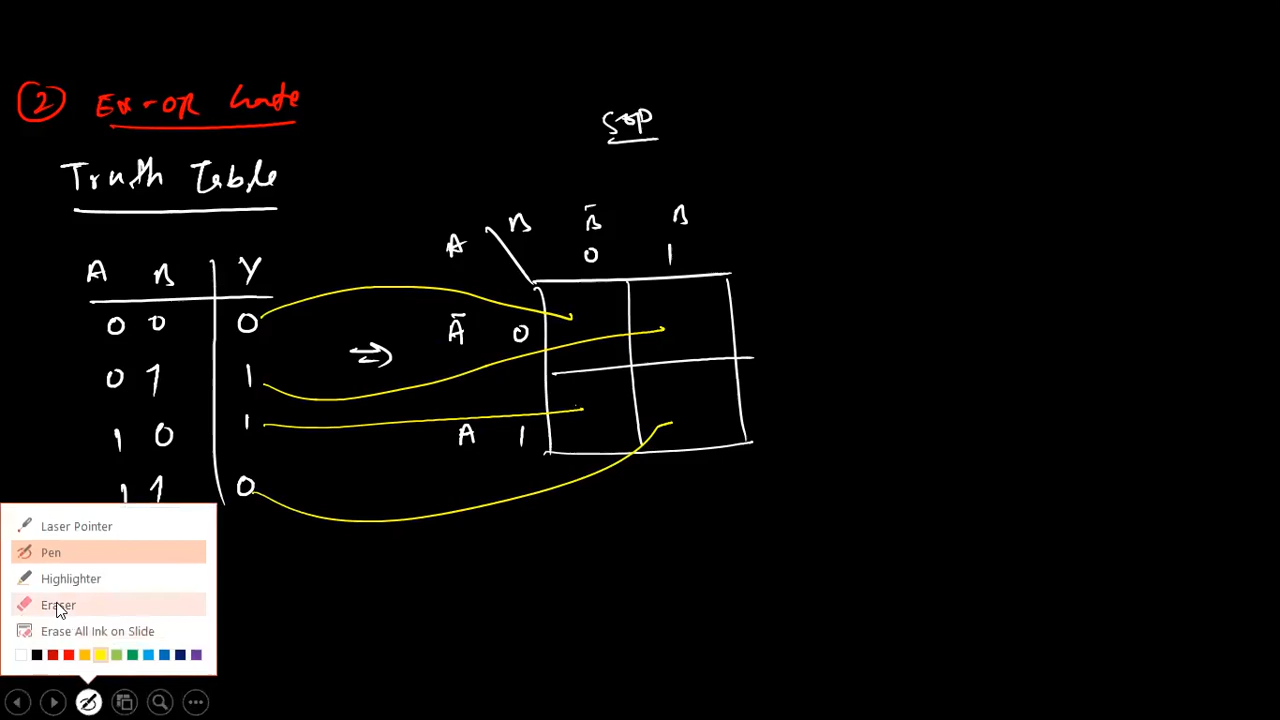 ② Ex-OR Gate
SOP
Truth Table
A B Y
0 0 0
0 1 1
1 0 1
1 1 0
⇒
A B B̄ B
0 1
Ā 0
A 1
Laser Pointer
Pen
Highlighter
Eraser
Erase All Ink on Slide